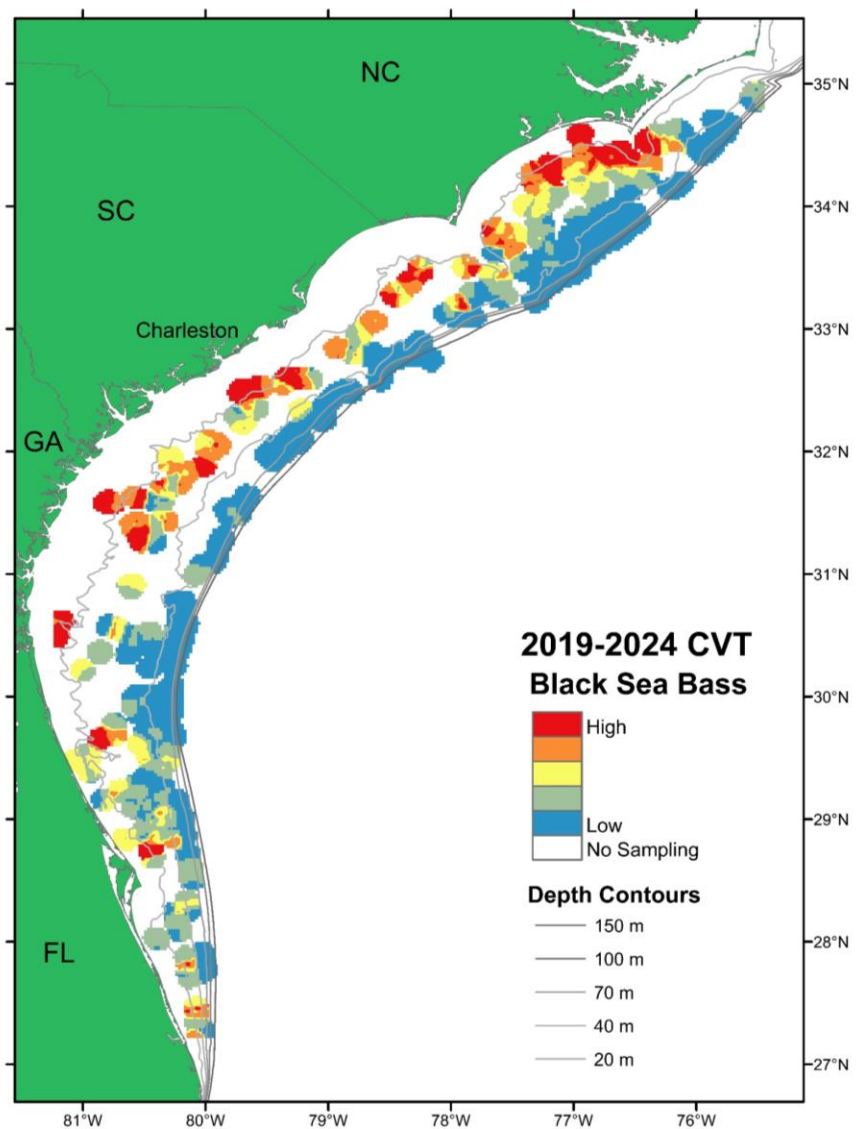 NC
35°N
SC
34°N
Charleston
33°N
GA
32°N
31°N
2019-2024 CVT
Black Sea Bass
High
Low
No Sampling
30°N
29°N
Depth Contours
150 m
100 m
70 m
40 m
20 m
FL
28°N
27°N
81°W 80°W 79°W 78°W 77°W 76°W